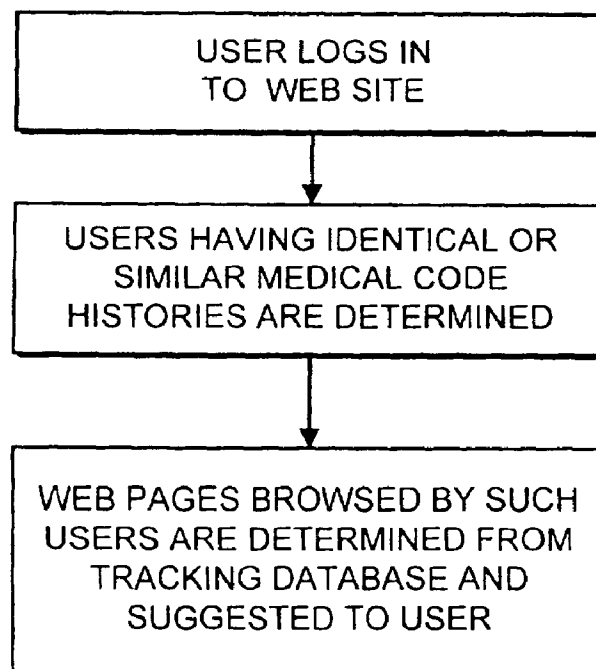 USER LOGS IN
TO WEB SITE
USERS HAVING IDENTICAL OR
SIMILAR MEDICAL CODE
HISTORIES ARE DETERMINED
WEB PAGES BROWSED BY SUCH
USERS ARE DETERMINED FROM
TRACKING DATABASE AND
SUGGESTED TO USER